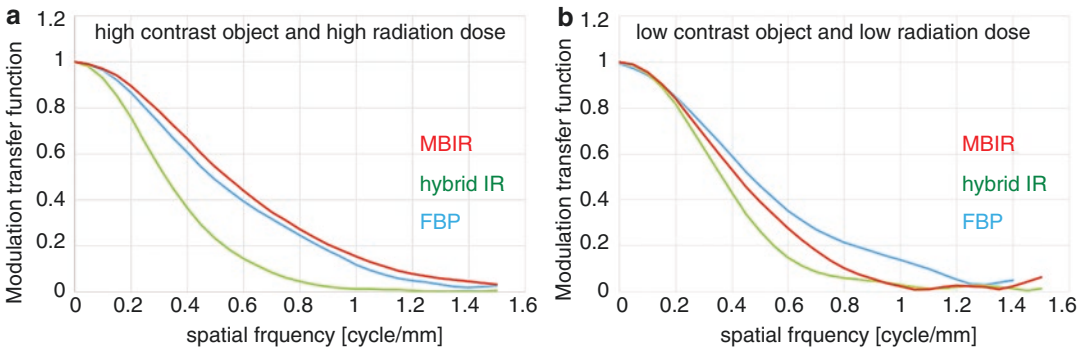 a
high contrast object and high radiation dose
Modulation transfer function
1.2
1
0.8
0.6
0.4
0.2
0
MBIR
hybrid IR
FBP
0 0.2 0.4 0.6 0.8 1 1.2 1.4 1.6
spatial frquency [cycle/mm]
b
low contrast object and low radiation dose
Modulation transfer function
1.2
1
0.8
0.6
0.4
0.2
0
MBIR
hybrid IR
FBP
0 0.2 0.4 0.6 0.8 1 1.2 1.4 1.6
spatial frquency [cycle/mm]